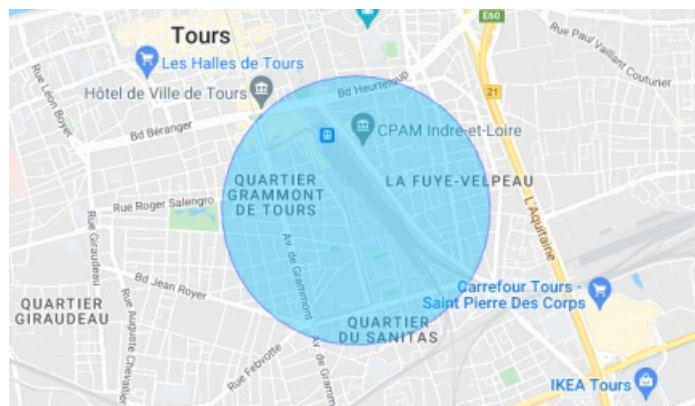 E60
Tours
Rue Paul Vaillant Couturier
Les Halles de Tours
Rue Léon Boyer
Hôtel de Ville de Tours
Bd Heurteloup
21
Bd Béranger
CPAM Indre-et-Loire
QUARTIER
GRAMMONT
DE TOURS
LA FUYE-VELPEAU
Rue Roger Salengro
L'Aquitaine
Rue Giraudeau
Av. de Grammont
Bd Jean Royer
Carrefour Tours -
Saint Pierre Des Corps
QUARTIER
GIRAUDEAU
Rue Auguste Chevallier
QUARTIER
DU SANITAS
Av. de Grammont
Rue Febvotte
IKEA Tours